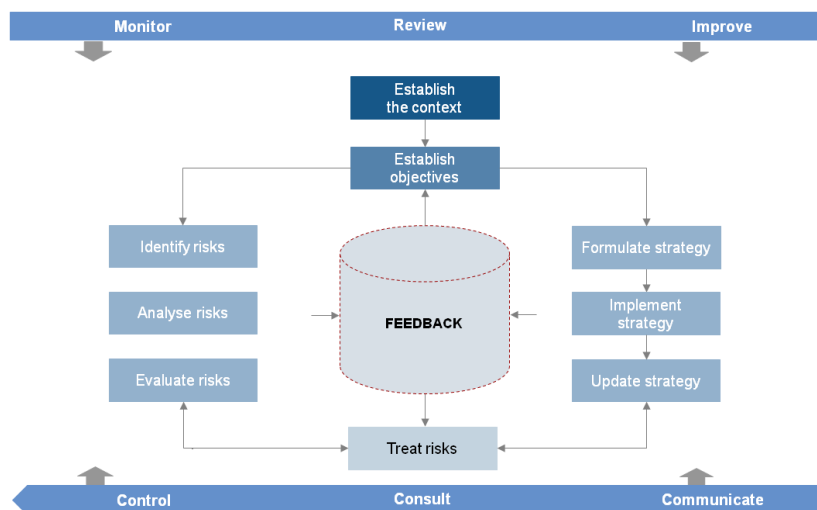 Monitor Review Improve
Establish
the context
Establish
objectives
Identify risks
Formulate strategy
Analyse risks
FEEDBACK
Implement
strategy
Evaluate risks
Update strategy
Treat risks
Control Consult Communicate